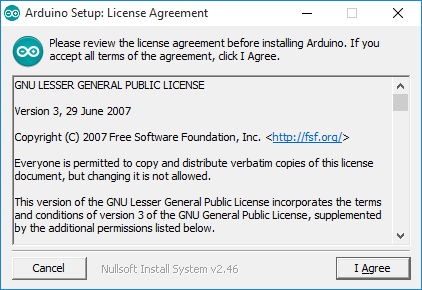 Arduino Setup: License Agreement
Please review the license agreement before installing Arduino. If you
accept all terms of the agreement, click I Agree.
GNU LESSER GENERAL PUBLIC LICENSE
Version 3, 29 June 2007
Copyright (C) 2007 Free Software Foundation, Inc. <http://fsf.org/>
Everyone is permitted to copy and distribute verbatim copies of this license
document, but changing it is not allowed.
This version of the GNU Lesser General Public License incorporates the terms
and conditions of version 3 of the GNU General Public License, supplemented
by the additional permissions listed below.
Cancel
Nullsoft Install System v2.46
I Agree